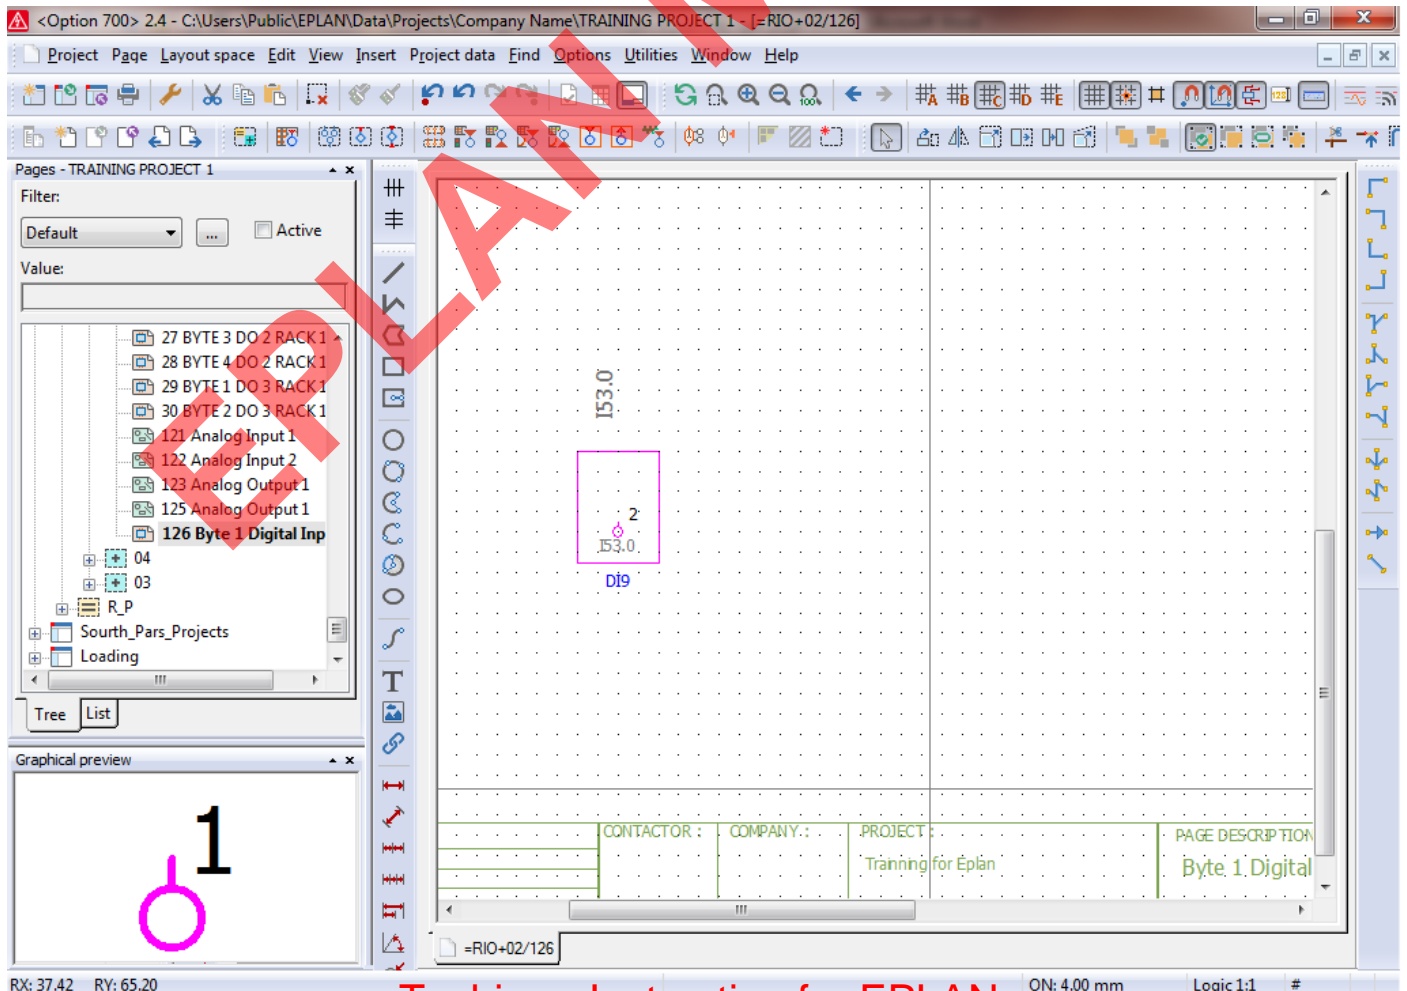 <Option 700> 2.4 - C:\Users\Public\EPLAN\Data\Projects\Company Name\TRAINING PROJECT 1 - [=RIO+02/126]
Project Page Layout space Edit View Insert Project data Find Options Utilities Window Help
Pages - TRAINING PROJECT 1
Filter:
Default
...
Active
Value:
27 BYTE 3 DO 2 RACK 1
28 BYTE 4 DO 2 RACK 1
29 BYTE 1 DO 3 RACK 1
30 BYTE 2 DO 3 RACK 1
121 Analog Input 1
122 Analog Input 2
123 Analog Output 1
125 Analog Output 1
126 Byte 1 Digital Inp
04
03
R_P
Sourth_Pars_Projects
Loading
Tree List
Graphical preview
1
I53.0
2
I53.0
DI9
CONTACTOR :
COMPANY :
PROJECT :
Tranning for Eplan
PAGE DESCRIPTION
Byte 1 Digital
=RIO+02/126
RX: 37.42 RY: 65.20
ON: 4.00 mm
Logic 1:1
#
EPLAN